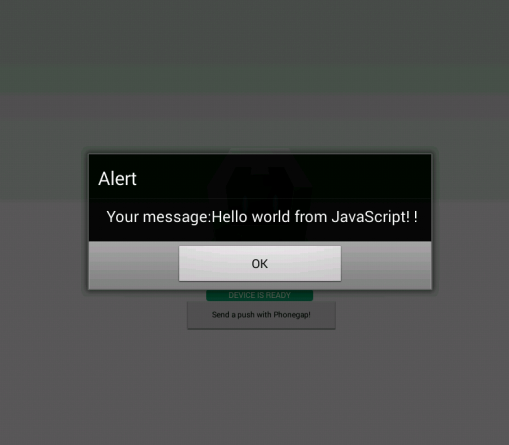 Alert
Your message:Hello world from JavaScript! !
OK
DEVICE IS READY
Send a push with Phonegap!